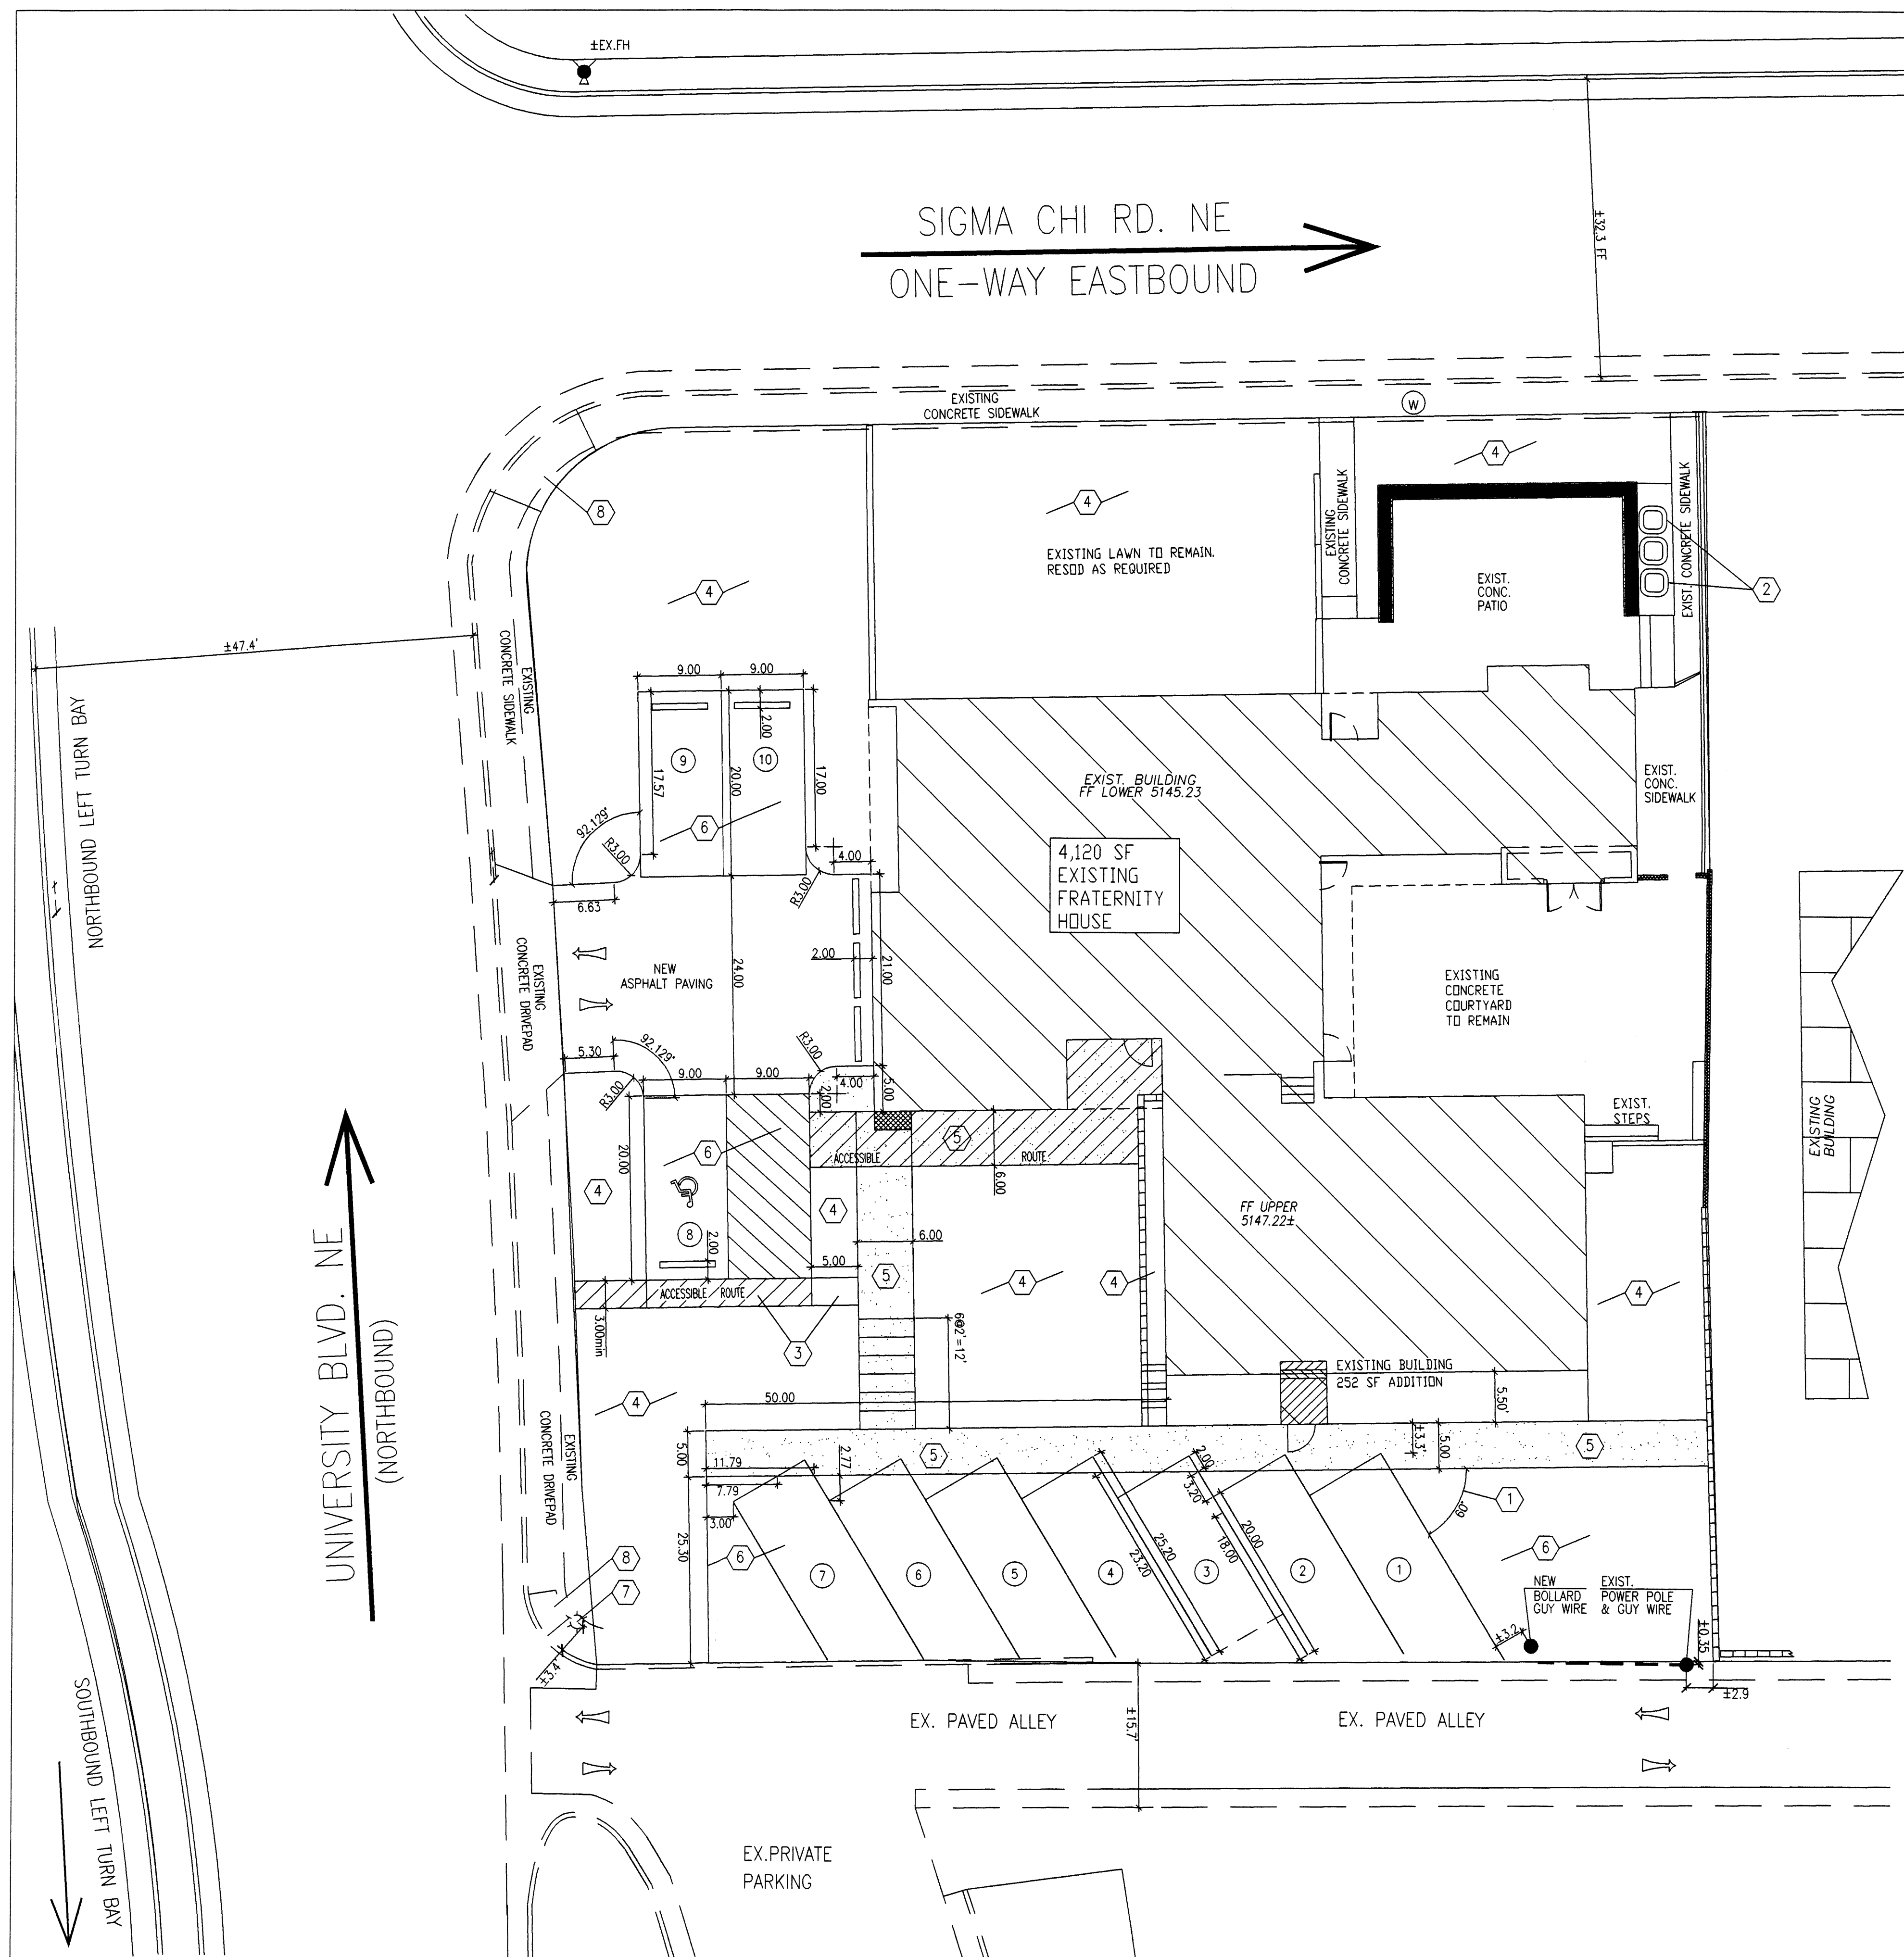 ±EX.FH
SIGMA CHI RD. NE
ONE-WAY EASTBOUND
±32.3 FF
EXISTING
CONCRETE SIDEWALK
W
4
8
4
EXISTING LAWN TO REMAIN.
RESOD AS REQUIRED
EXISTING
CONCRETE SIDEWALK
EXIST.
CONC.
PATIO
EXIST. CONCRETE SIDEWALK
2
4
±47.4'
EXISTING
CONCRETE SIDEWALK
NORTHBOUND LEFT TURN BAY
9.00
9.00
2.00
9
10
17.57
20.00
17.00
6
92.129°
R3.00
4.00
R3.00
6.63
EXIST. BUILDING
FF LOWER 5145.23
EXIST.
CONC.
SIDEWALK
4,120 SF
EXISTING
FRATERNITY
HOUSE
EXISTING
CONCRETE DRIVEPAD
NEW
ASPHALT PAVING
24.00
2.00
21.00
EXISTING
CONCRETE
COURTYARD
TO REMAIN
5.30
92.129°
R3.00
R3.00
9.00
9.00
4.00
2.00
5.00
EXIST.
STEPS
EXISTING
BUILDING
20.00
6
5
ACCESSIBLE
ROUTE
6.00
4
4
8
2.00
6.00
5.00
5
4
4
4
FF UPPER
5147.22±
ACCESSIBLE ROUTE
3.00min
3
6@2'=12'
UNIVERSITY BLVD. NE
(NORTHBOUND)
4
50.00
EXISTING BUILDING
252 SF ADDITION
5.50'
EXISTING
CONCRETE DRIVEPAD
5.00
5
11.79
2.77
7.79
3.00
25.30
2.00
3.20
±3.3'
5.00
5
60°
1
6
7
6
5
4
23.20
25.20
3
18.00
20.00
2
1
6
8
7
±3.4'
NEW
BOLLARD
GUY WIRE
EXIST.
POWER POLE
& GUY WIRE
±3.2
±0.35
±2.9
EX. PAVED ALLEY
±15.7'
EX. PAVED ALLEY
SOUTHBOUND LEFT TURN BAY
EX.PRIVATE
PARKING